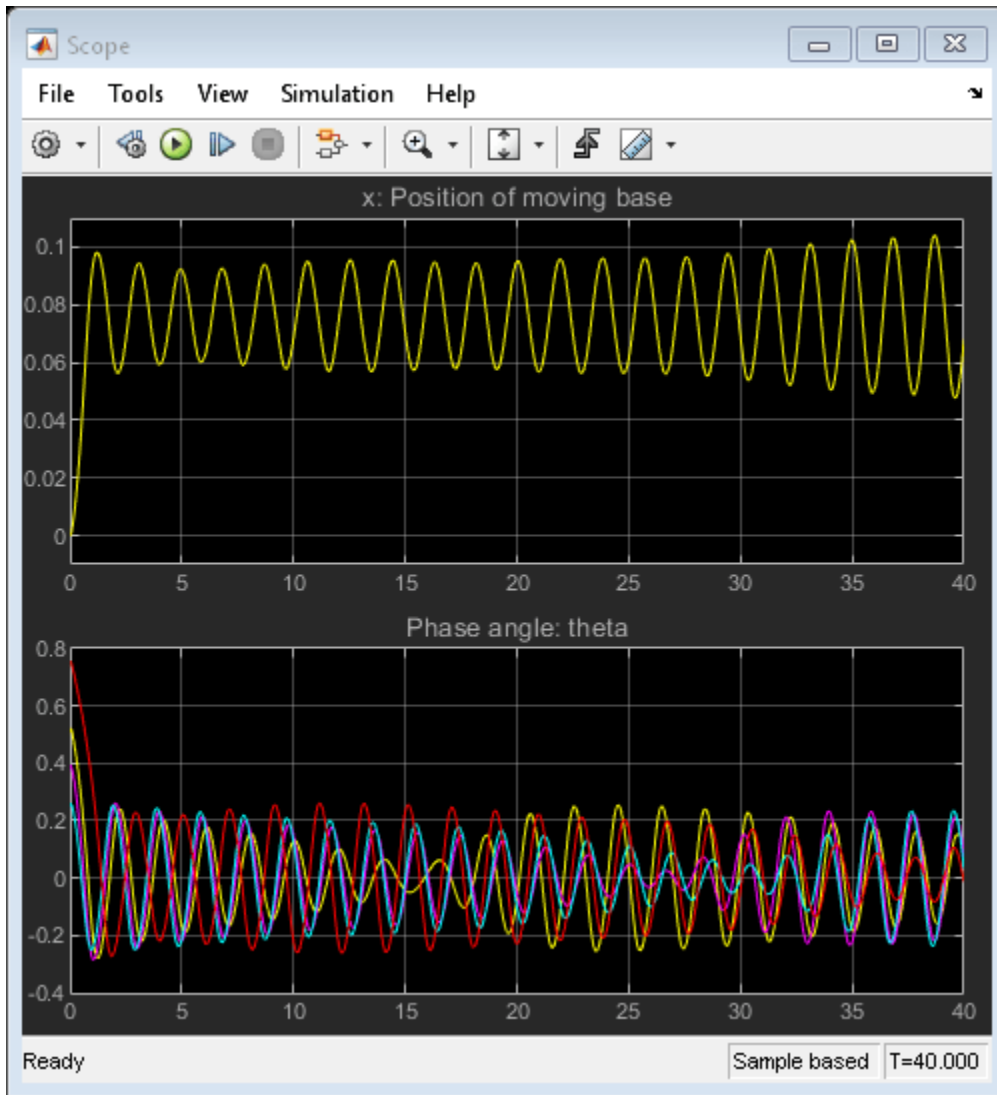 Scope
File Tools View Simulation Help
x: Position of moving base
0.1
0.08
0.06
0.04
0.02
0
0 5 10 15 20 25 30 35 40
Phase angle: theta
0.8
0.6
0.4
0.2
0
-0.2
-0.4
0 5 10 15 20 25 30 35 40
Ready Sample based T=40.000